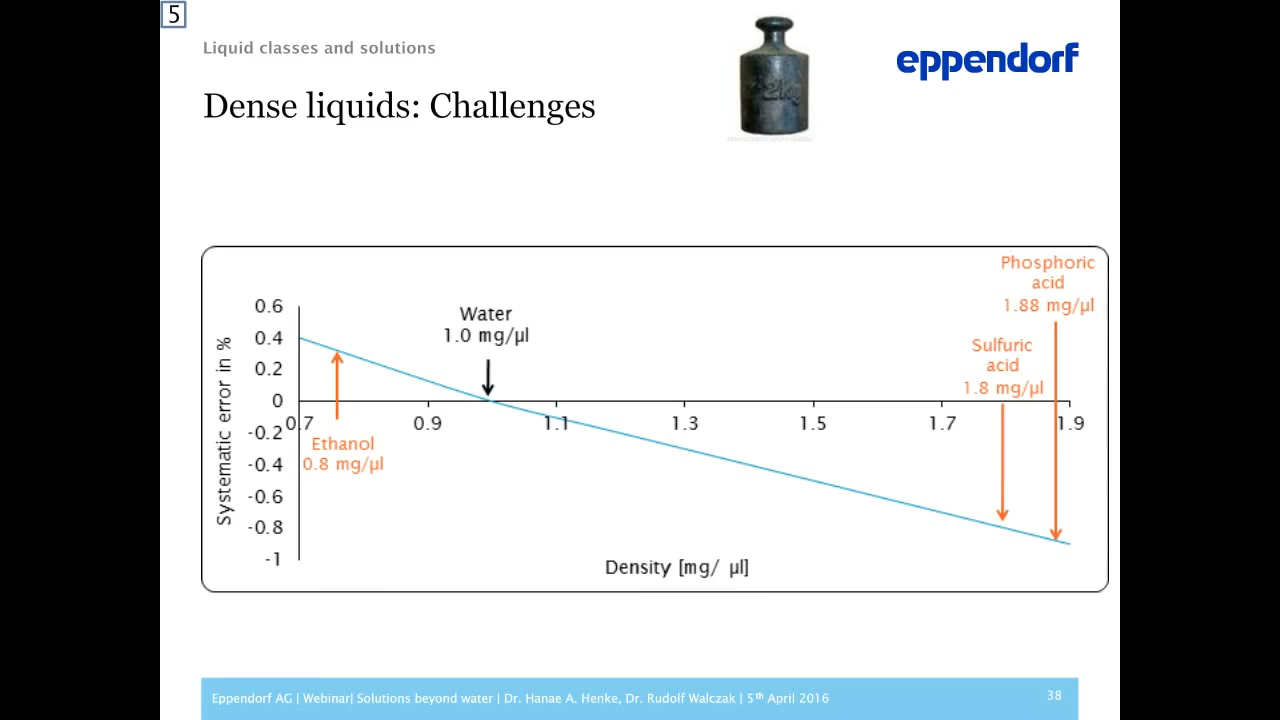 5
Liquid classes and solutions
eppendorf
Dense liquids: Challenges
2kg
Phosphoric
acid
1.88 mg/µl
0.6
Water
0.4
1.0 mg/µl
Sulfuric
acid
0.2
1.8 mg/µl
0
0.7
0.9
1.1
1.3
1.5
1.7
1.9
-0.2
Ethanol
0.8 mg/µl
-0.4
-0.6
-0.8
-1
Systematic error in %
Density [mg/ µl]
Eppendorf AG | Webinar| Solutions beyond water | Dr. Hanae A. Henke, Dr. Rudolf Walczak | 5th April 2016
38